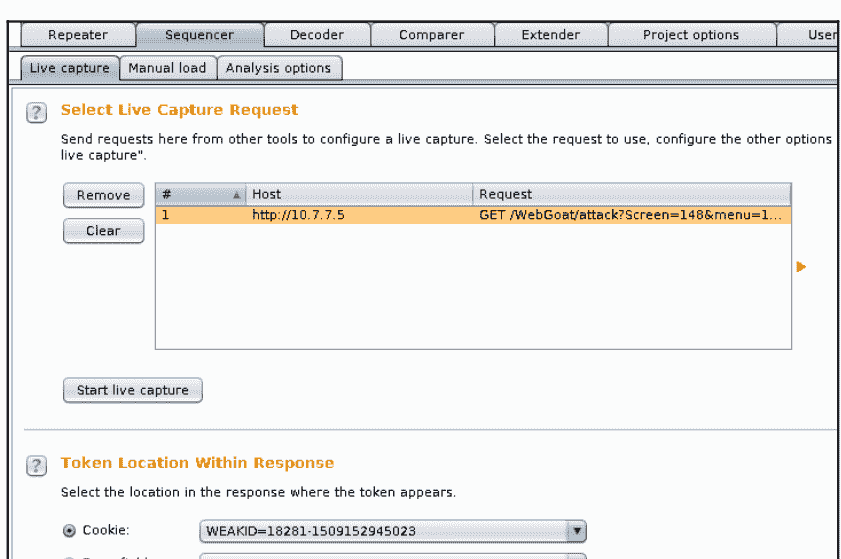 Repeater Sequencer Decoder Comparer Extender Project options User
Live capture Manual load Analysis options
? Select Live Capture Request
Send requests here from other tools to configure a live capture. Select the request to use, configure the other options
live capture".
Remove
Clear
# Host Request
1 http://10.7.7.5 GET /WebGoat/attack?Screen=148&menu=1...
Start live capture
? Token Location Within Response
Select the location in the response where the token appears.
Cookie: WEAKID=18281-1509152945023